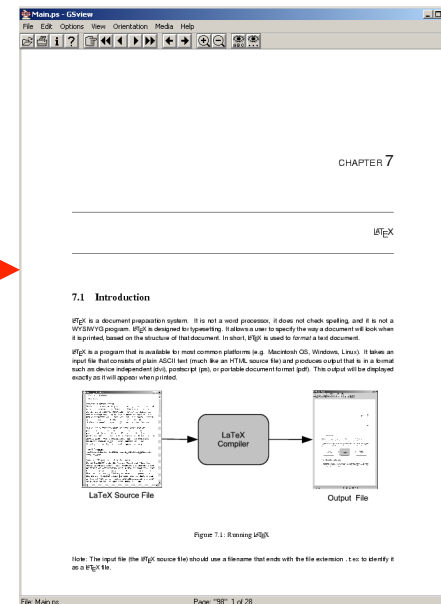 Main.ps - GSview
File Edit Options View Orientation Media Help
CHAPTER 7
LATEX
7.1 Introduction
LATEX is a document preparation system. It is not a word processor, it does not check spelling, and it is not a
WYSIWYG program. LATEX is designed for typesetting. It allows a user to specify the way a document will look when
it is printed, based on the structure of that document. In short, LATEX is used to format a text document.
LATEX is a program that is available for most common platforms (e.g. Macintosh OS, Windows, Linux). It takes an
input file that consists of plain ASCII text (much like an HTML source file) and produces output that is in a format
such as device independent (dvi), postscript (ps), or portable document format (pdf). This output will be displayed
exactly as it will appear when printed.
LaTeX
Compiler
LaTeX Source File
Output File
Figure 7.1: Running LATEX
Note: The input file (the LATEX source file) should use a filename that ends with the file extension .tex to identify it
as a LATEX file.
File: Main.ps
Page: "98" 1 of 28